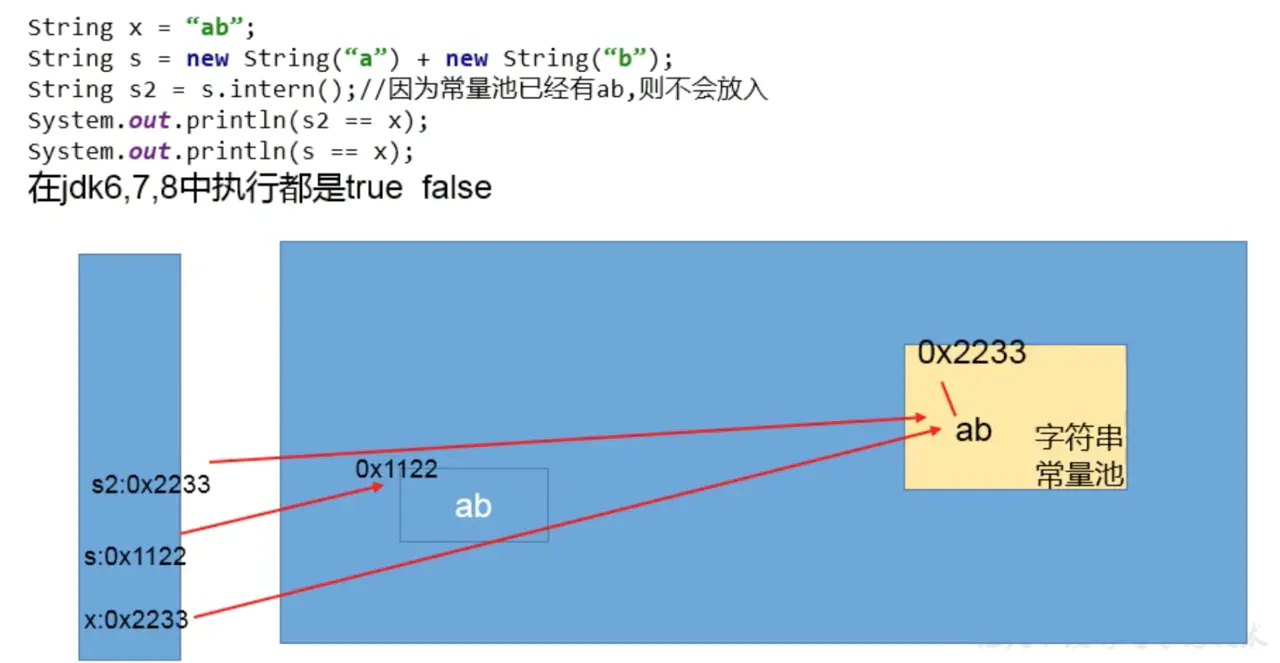 String x = “ab”;
String s = new String(“a”) + new String(“b”);
String s2 = s.intern();//因为常量池已经有ab,则不会放入
System.out.println(s2 == x);
System.out.println(s == x);
在jdk6,7,8中执行都是true false
0x2233
ab
字符串
常量池
s2:0x2233
0x1122
ab
s:0x1122
x:0x2233